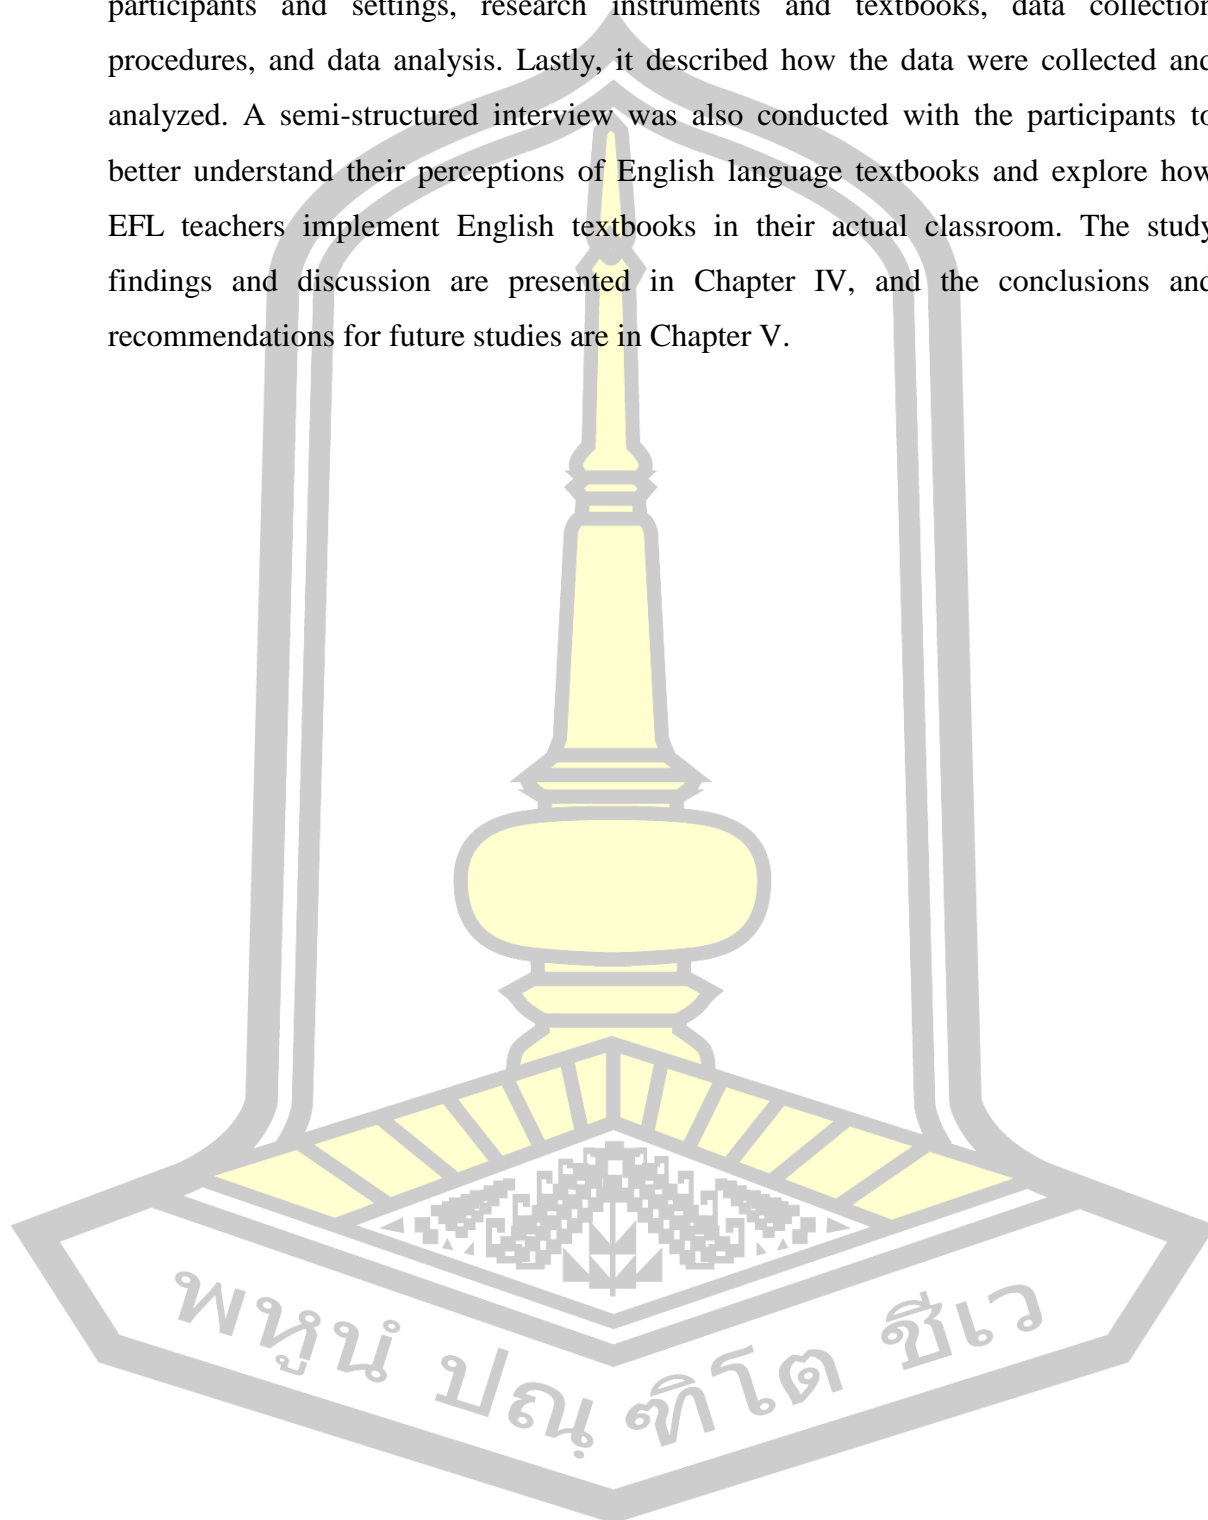 participants and settings, research instruments and textbooks, data collection
procedures, and data analysis. Lastly, it described how the data were collected and
analyzed. A semi-structured interview was also conducted with the participants to
better understand their perceptions of English language textbooks and explore how
EFL teachers implement English textbooks in their actual classroom. The study
findings and discussion are presented in Chapter IV, and the conclusions and
recommendations for future studies are in Chapter V.
พหูนํ ปณฺฑิโต ชีเว